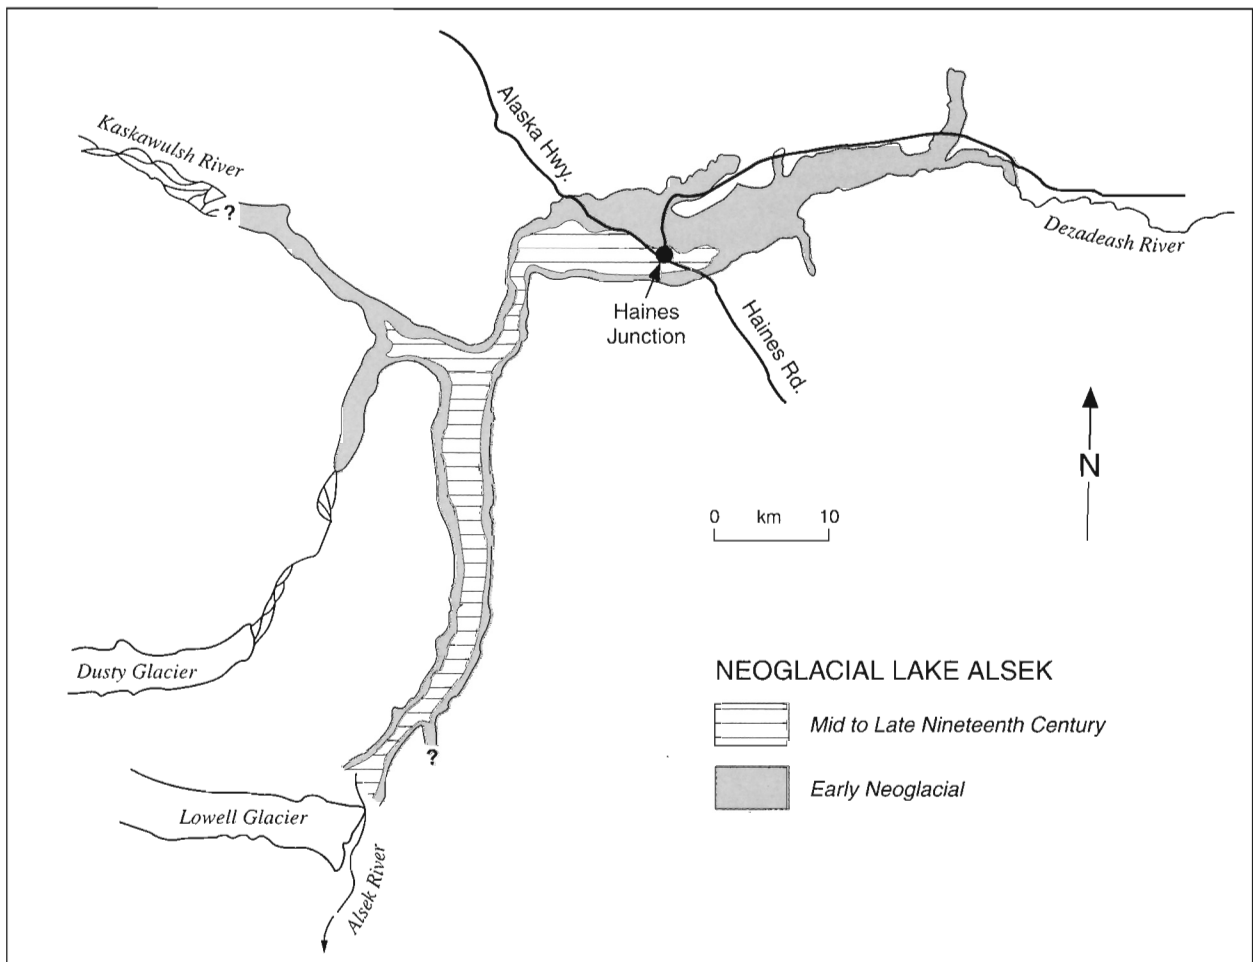 Kaskawulsh River
?
Alaska Hwy.
Dezadeash River
Haines
Junction
Haines Rd.
N
0 km 10
Dusty Glacier
NEOGLACIAL LAKE ALSEK
Mid to Late Nineteenth Century
?
Early Neoglacial
Lowell Glacier
Alsek River